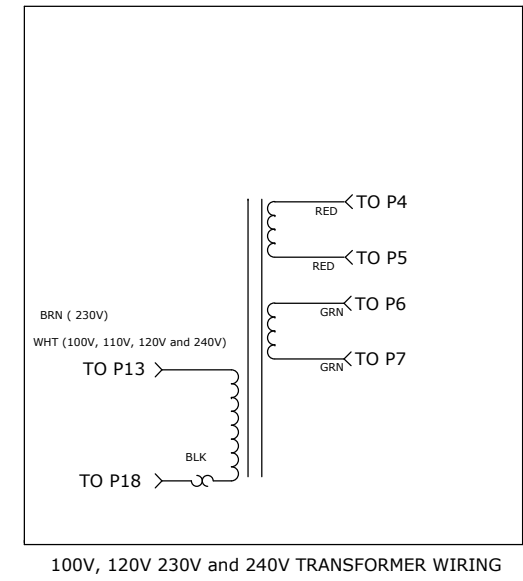 TO P4
RED
TO P5
RED
TO P6
GRN
TO P7
GRN
BRN ( 230V)
WHT (100V, 110V, 120V and 240V)
TO P13
BLK
TO P18
100V, 120V 230V and 240V TRANSFORMER WIRING